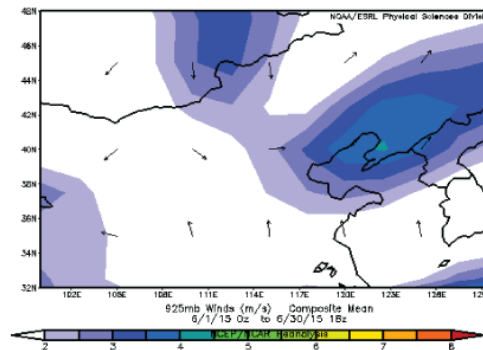 NOAA/ESRL Physical Sciences Divis
48N
46N
44N
42N
40N
38N
36N
34N
32N
102E 105E 108E 111E 114E 117E 120E 123E 126E
925mb Winds (m/s) Composite Mean
6/1/15 0z to 6/30/15 18z
NCEP/NCAR Reanalysis
2 3 4 5 6 7 8